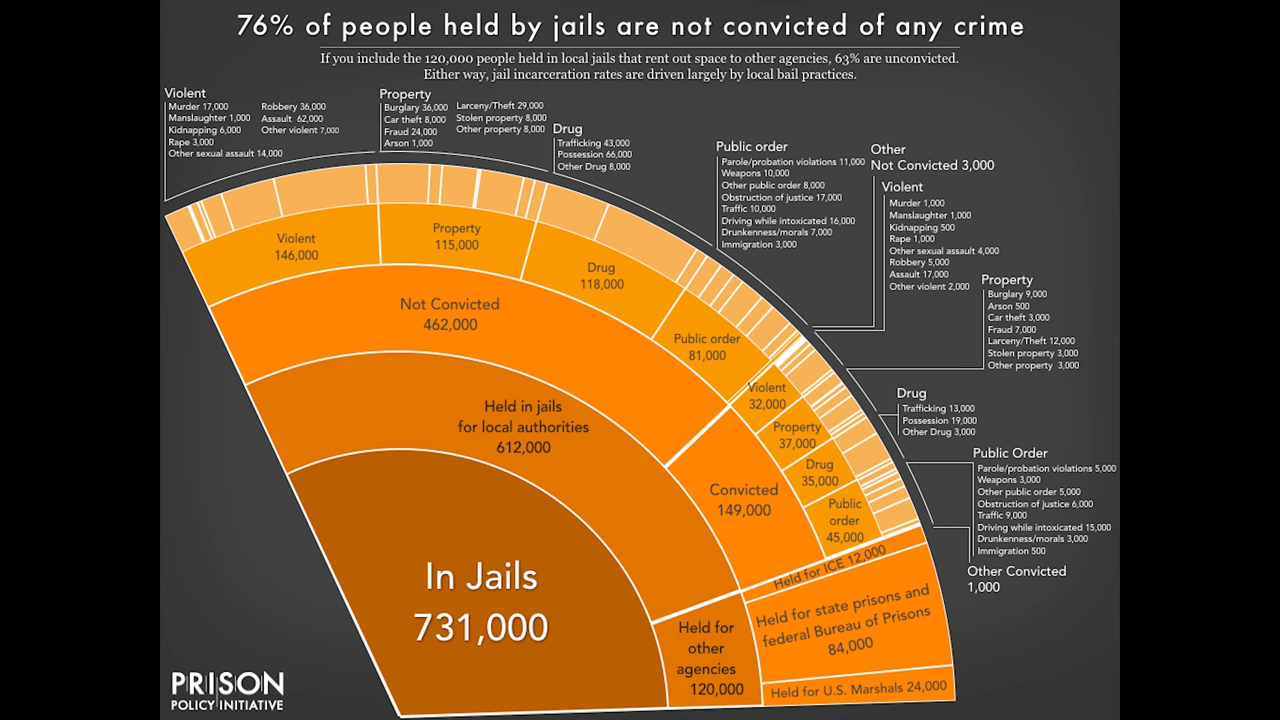 76% of people held by jails are not convicted of any crime
If you include the 120,000 people held in local jails that rent out space to other agencies, 63% are unconvicted.
Either way, jail incarceration rates are driven largely by local bail practices.
Violent
Murder 17,000
Manslaughter 1,000
Kidnapping 6,000
Rape 3,000
Other sexual assault 14,000
Robbery 36,000
Assault 62,000
Other violent 7,000
Property
Burglary 36,000
Car theft 8,000
Fraud 24,000
Arson 1,000
Larceny/Theft 29,000
Stolen property 8,000
Other property 8,000
Drug
Trafficking 43,000
Possession 66,000
Other Drug 8,000
Public order
Parole/probation violations 11,000
Weapons 10,000
Other public order 8,000
Obstruction of justice 17,000
Traffic 10,000
Driving while intoxicated 16,000
Drunkenness/morals 7,000
Immigration 3,000
Other
Not Convicted 3,000
Violent
Murder 1,000
Manslaughter 1,000
Kidnapping 500
Rape 1,000
Other sexual assault 4,000
Robbery 5,000
Assault 17,000
Other violent 2,000
Property
Burglary 9,000
Arson 500
Car theft 3,000
Fraud 7,000
Larceny/Theft 12,000
Stolen property 3,000
Other property 3,000
Drug
Trafficking 13,000
Possession 19,000
Other Drug 3,000
Public Order
Parole/probation violations 5,000
Weapons 3,000
Other public order 5,000
Obstruction of justice 6,000
Traffic 9,000
Driving while intoxicated 15,000
Drunkenness/morals 3,000
Immigration 500
Other Convicted
1,000
Violent
146,000
Property
115,000
Drug
118,000
Public order
81,000
Not Convicted
462,000
Violent
32,000
Property
37,000
Drug
35,000
Public
order
45,000
Convicted
149,000
Held in jails
for local authorities
612,000
Held for ICE 12,000
Held for state prisons and
federal Bureau of Prisons
84,000
Held for U.S. Marshals 24,000
Held for
other
agencies
120,000
In Jails
731,000
PRISON
POLICY INITIATIVE